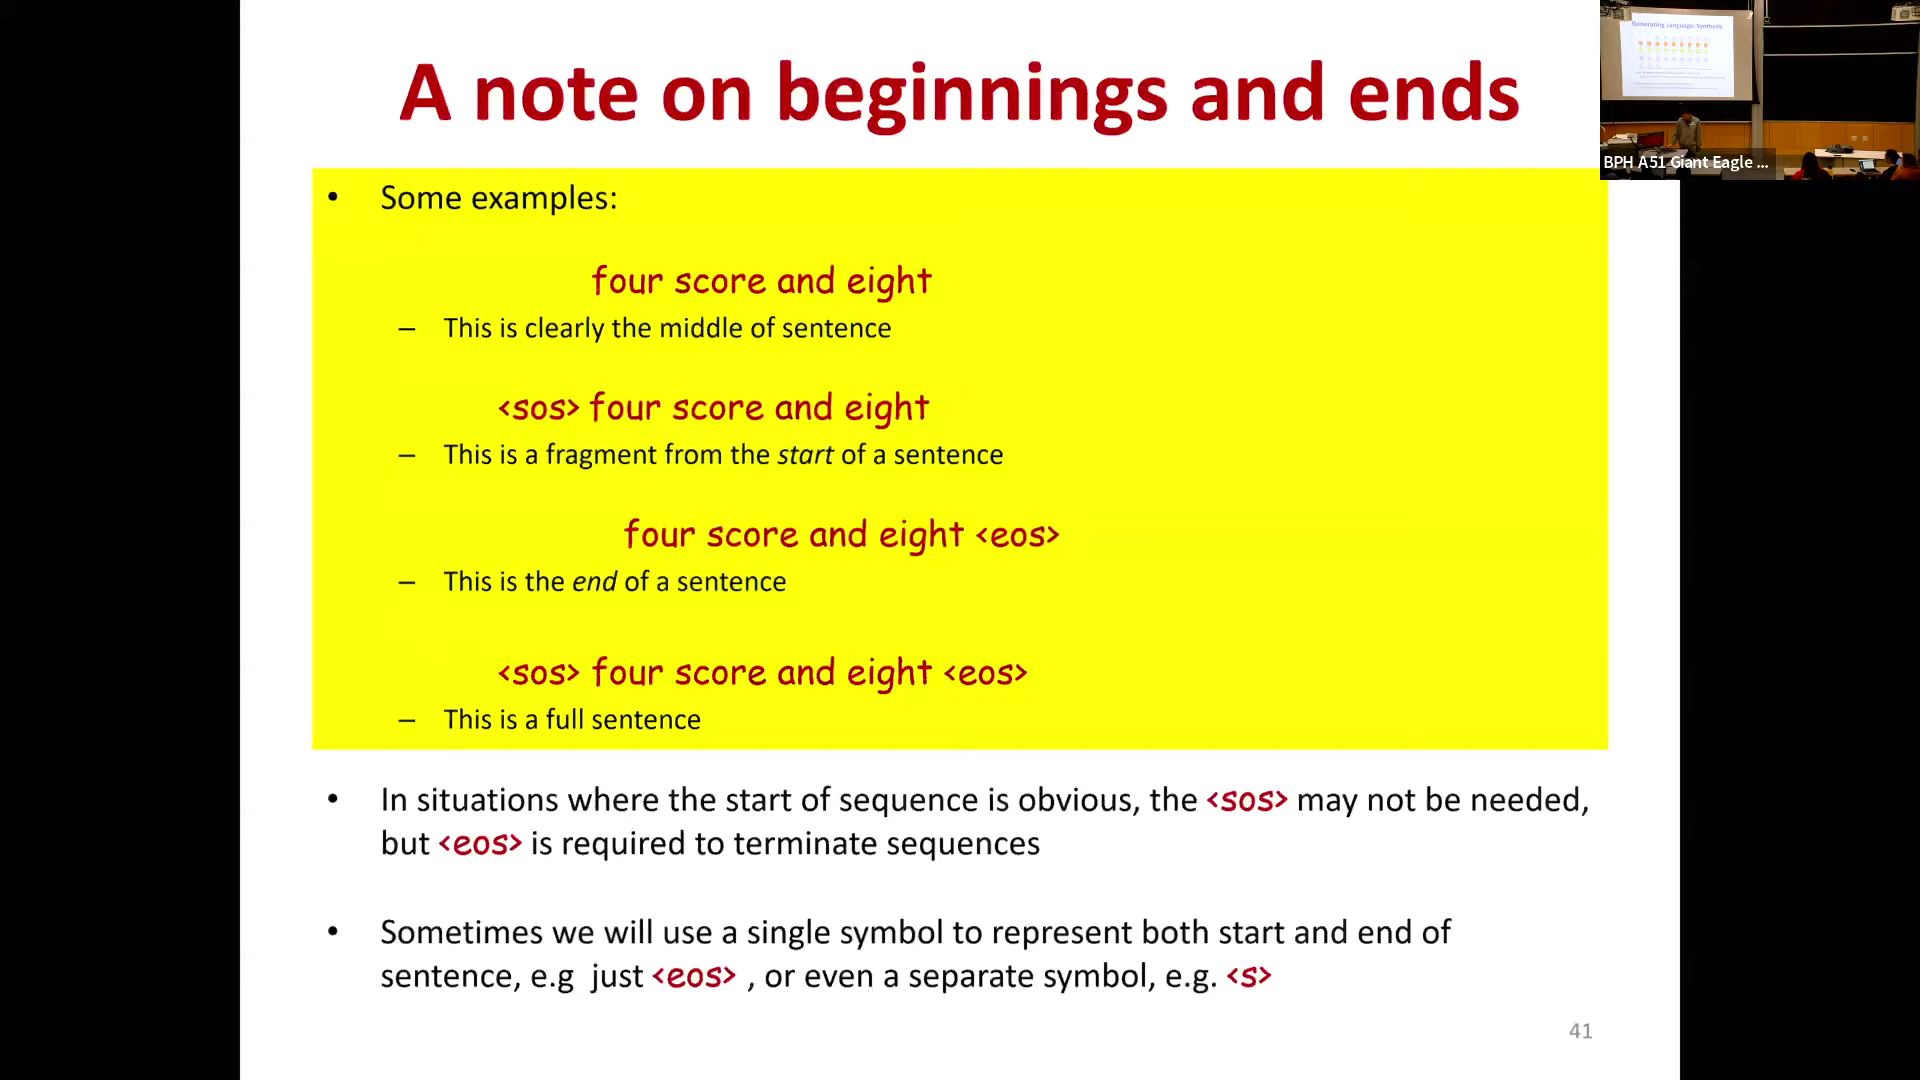 A note on beginnings and ends
• Some examples:
four score and eight
– This is clearly the middle of sentence
<sos> four score and eight
– This is a fragment from the start of a sentence
four score and eight <eos>
– This is the end of a sentence
<sos> four score and eight <eos>
– This is a full sentence
• In situations where the start of sequence is obvious, the <sos> may not be needed,
but <eos> is required to terminate sequences
• Sometimes we will use a single symbol to represent both start and end of
sentence, e.g just <eos> , or even a separate symbol, e.g. <s>
41
Generating Language: Synthesis
BPH A51 Giant Eagle ...